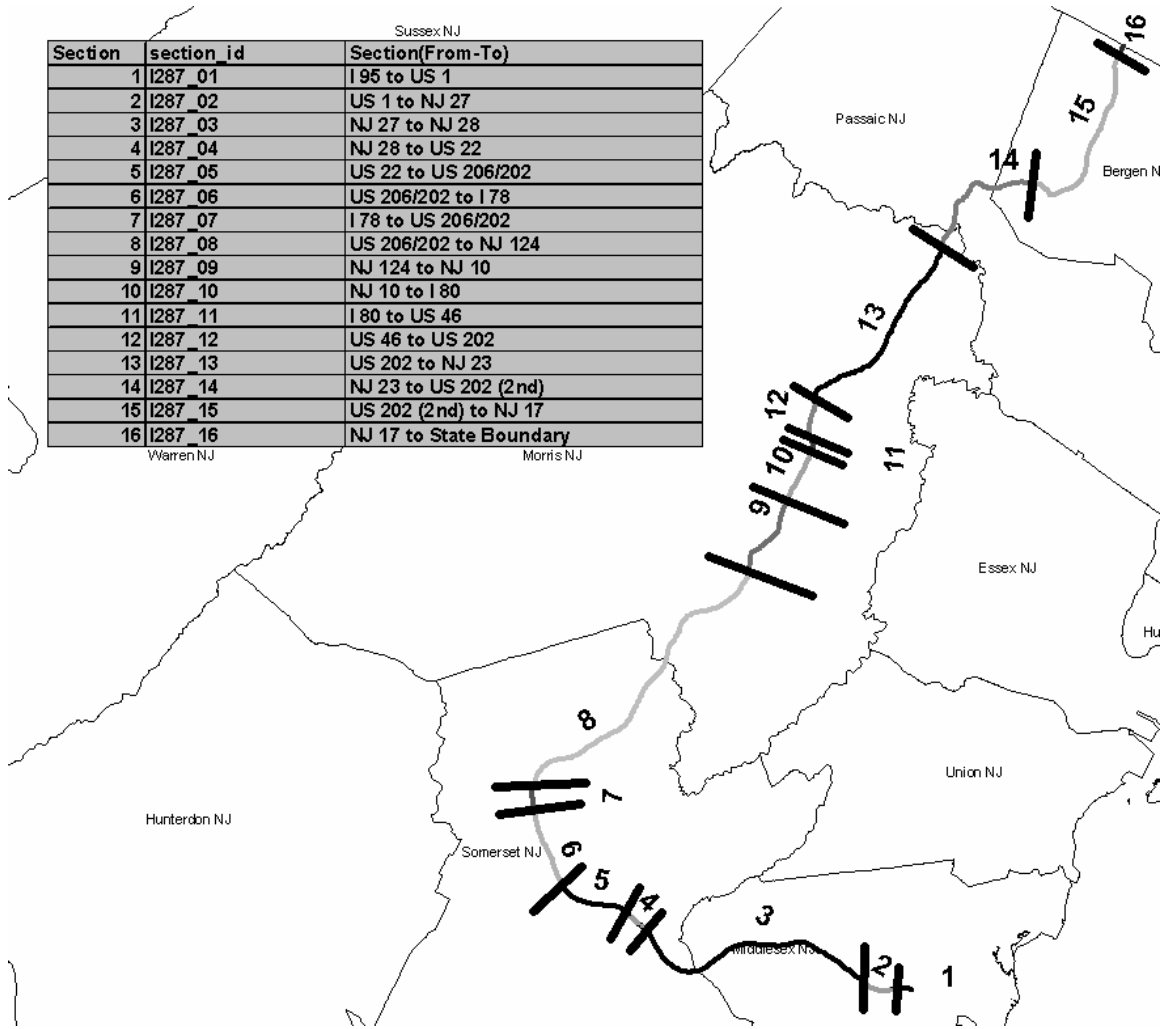 Sussex NJ
Section section_id Section(From-To)
1 I287_01 I 95 to US 1
2 I287_02 US 1 to NJ 27
3 I287_03 NJ 27 to NJ 28
4 I287_04 NJ 28 to US 22
5 I287_05 US 22 to US 206/202
6 I287_06 US 206/202 to I 78
7 I287_07 I 78 to US 206/202
8 I287_08 US 206/202 to NJ 124
9 I287_09 NJ 124 to NJ 10
10 I287_10 NJ 10 to I 80
11 I287_11 I 80 to US 46
12 I287_12 US 46 to US 202
13 I287_13 US 202 to NJ 23
14 I287_14 NJ 23 to US 202 (2nd)
15 I287_15 US 202 (2nd) to NJ 17
16 I287_16 NJ 17 to State Boundary
16
15
Passaic NJ
14
Bergen N
13
12
Warren NJ
Morris NJ
10
11
9
Essex NJ
Hu
8
Union NJ
7
Hunterdon NJ
Somerset NJ
6
5
4
3
Middlesex NJ
2
1